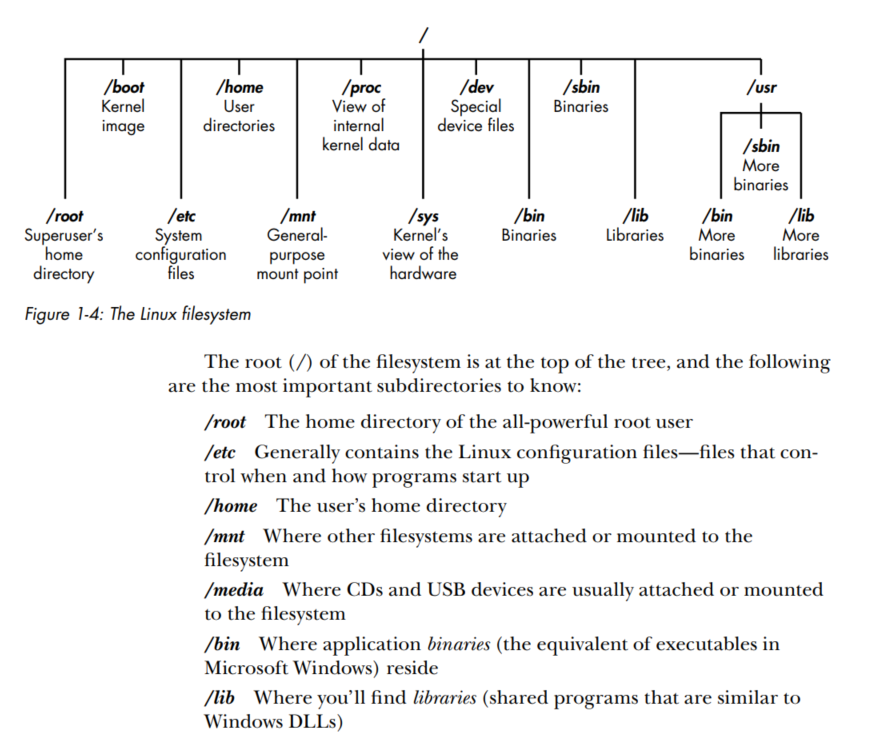 /
/boot
Kernel
image
/home
User
directories
/proc
View of
internal
kernel data
/dev
Special
device files
/sbin
Binaries
/usr
/sbin
More
binaries
/root
Superuser's
home
directory
/etc
System
configuration
files
/mnt
General-
purpose
mount point
/sys
Kernel's
view of the
hardware
/bin
Binaries
/lib
Libraries
/bin
More
binaries
/lib
More
libraries
Figure 1-4: The Linux filesystem
The root (/) of the filesystem is at the top of the tree, and the following
are the most important subdirectories to know:
/root The home directory of the all-powerful root user
/etc Generally contains the Linux configuration files—files that con-
trol when and how programs start up
/home The user's home directory
/mnt Where other filesystems are attached or mounted to the
filesystem
/media Where CDs and USB devices are usually attached or mounted
to the filesystem
/bin Where application binaries (the equivalent of executables in
Microsoft Windows) reside
/lib Where you'll find libraries (shared programs that are similar to
Windows DLLs)